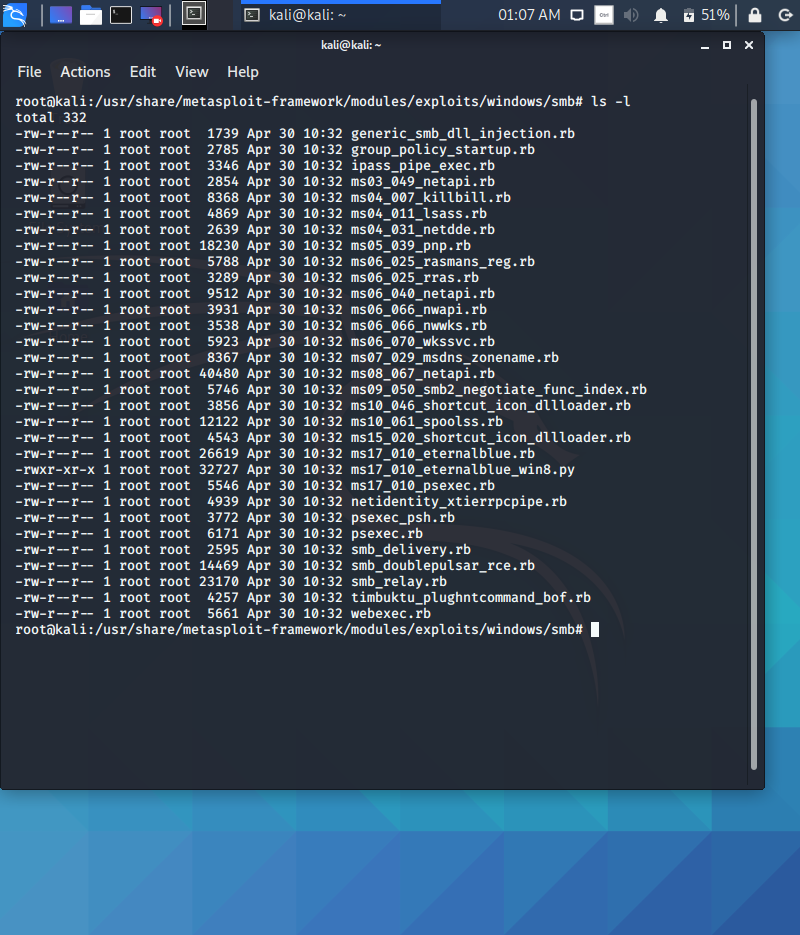 kali@kali: ~
01:07 AM
51%
kali@kali: ~
File Actions Edit View Help
root@kali:/usr/share/metasploit-framework/modules/exploits/windows/smb# ls -l
total 332
-rw-r--r-- 1 root root  1739 Apr 30 10:32 generic_smb_dll_injection.rb
-rw-r--r-- 1 root root  2785 Apr 30 10:32 group_policy_startup.rb
-rw-r--r-- 1 root root  3346 Apr 30 10:32 ipass_pipe_exec.rb
-rw-r--r-- 1 root root  2854 Apr 30 10:32 ms03_049_netapi.rb
-rw-r--r-- 1 root root  8368 Apr 30 10:32 ms04_007_killbill.rb
-rw-r--r-- 1 root root  4869 Apr 30 10:32 ms04_011_lsass.rb
-rw-r--r-- 1 root root  2639 Apr 30 10:32 ms04_031_netdde.rb
-rw-r--r-- 1 root root 18230 Apr 30 10:32 ms05_039_pnp.rb
-rw-r--r-- 1 root root  5788 Apr 30 10:32 ms06_025_rasmans_reg.rb
-rw-r--r-- 1 root root  3289 Apr 30 10:32 ms06_025_rras.rb
-rw-r--r-- 1 root root  9512 Apr 30 10:32 ms06_040_netapi.rb
-rw-r--r-- 1 root root  3931 Apr 30 10:32 ms06_066_nwapi.rb
-rw-r--r-- 1 root root  3538 Apr 30 10:32 ms06_066_nwwks.rb
-rw-r--r-- 1 root root  5923 Apr 30 10:32 ms06_070_wkssvc.rb
-rw-r--r-- 1 root root  8367 Apr 30 10:32 ms07_029_msdns_zonename.rb
-rw-r--r-- 1 root root 40480 Apr 30 10:32 ms08_067_netapi.rb
-rw-r--r-- 1 root root  5746 Apr 30 10:32 ms09_050_smb2_negotiate_func_index.rb
-rw-r--r-- 1 root root  3856 Apr 30 10:32 ms10_046_shortcut_icon_dllloader.rb
-rw-r--r-- 1 root root 12122 Apr 30 10:32 ms10_061_spoolss.rb
-rw-r--r-- 1 root root  4543 Apr 30 10:32 ms15_020_shortcut_icon_dllloader.rb
-rw-r--r-- 1 root root 26619 Apr 30 10:32 ms17_010_eternalblue.rb
-rwxr-xr-x 1 root root 32727 Apr 30 10:32 ms17_010_eternalblue_win8.py
-rw-r--r-- 1 root root  5546 Apr 30 10:32 ms17_010_psexec.rb
-rw-r--r-- 1 root root  4939 Apr 30 10:32 netidentity_xtierrpcpipe.rb
-rw-r--r-- 1 root root  3772 Apr 30 10:32 psexec_psh.rb
-rw-r--r-- 1 root root  6171 Apr 30 10:32 psexec.rb
-rw-r--r-- 1 root root  2595 Apr 30 10:32 smb_delivery.rb
-rw-r--r-- 1 root root 14469 Apr 30 10:32 smb_doublepulsar_rce.rb
-rw-r--r-- 1 root root 23170 Apr 30 10:32 smb_relay.rb
-rw-r--r-- 1 root root  4257 Apr 30 10:32 timbuktu_plughntcommand_bof.rb
-rw-r--r-- 1 root root  5661 Apr 30 10:32 webexec.rb
root@kali:/usr/share/metasploit-framework/modules/exploits/windows/smb#